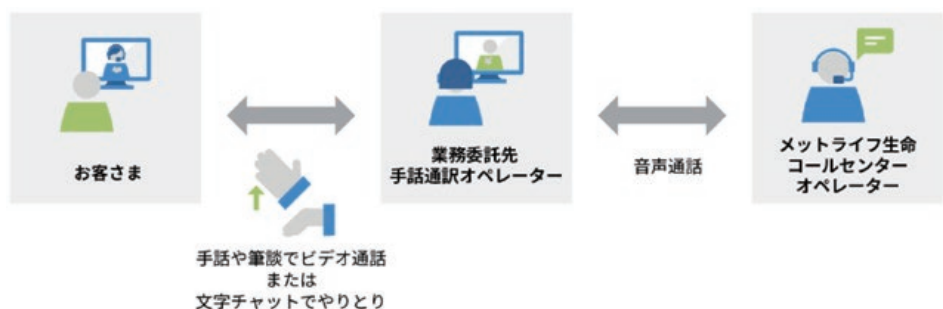 お客さま
手話や筆談でビデオ通話
または
文字チャットでやりとり
業務委託先
手話通訳オペレーター
音声通話
メットライフ生命
コールセンター
オペレーター